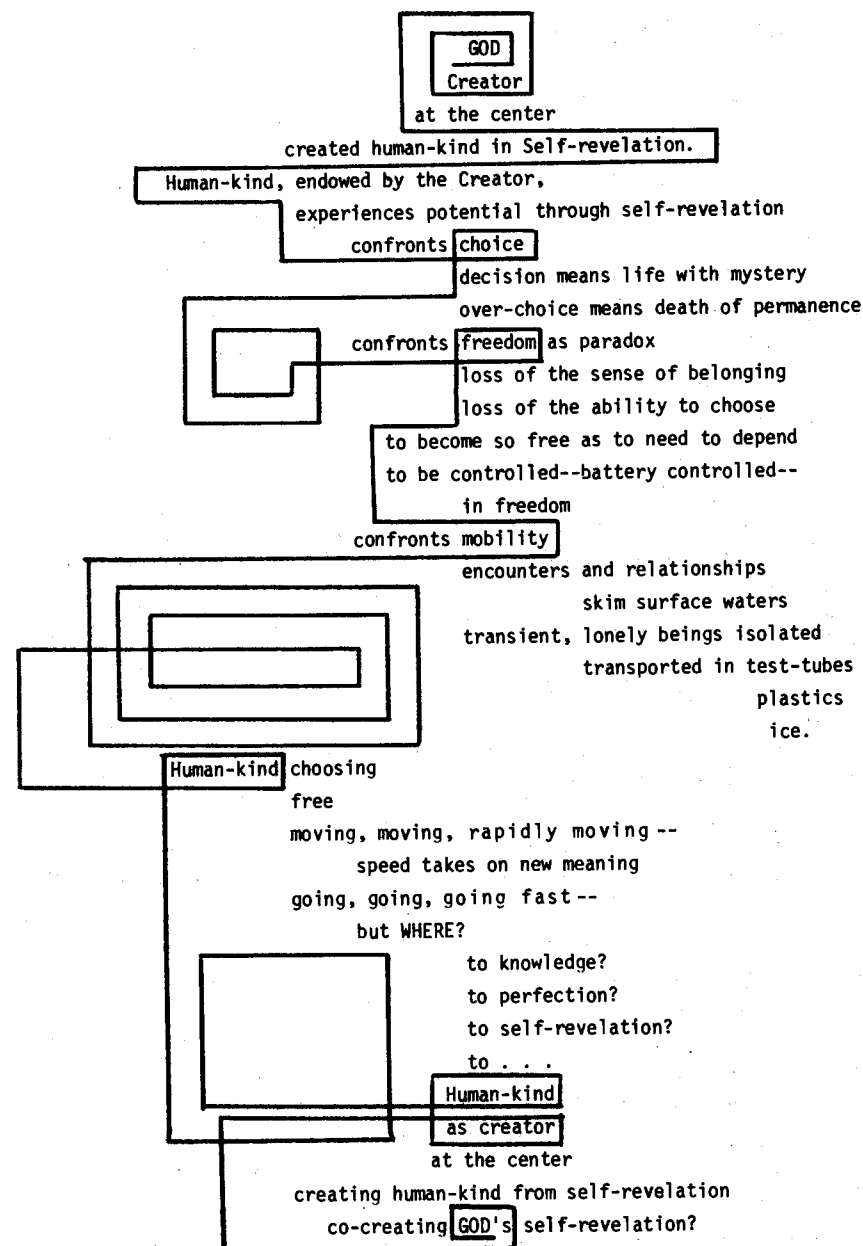 GOD
Creator
at the center
created human-kind in Self-revelation.
Human-kind, endowed by the Creator,
experiences potential through self-revelation
confronts choice
decision means life with mystery
over-choice means death of permanence
confronts freedom as paradox
loss of the sense of belonging
loss of the ability to choose
to become so free as to need to depend
to be controlled--battery controlled--
in freedom
confronts mobility
encounters and relationships
skim surface waters
transient, lonely beings isolated
transported in test-tubes
plastics
ice.
Human-kind choosing
free
moving, moving, rapidly moving --
speed takes on new meaning
going, going, going fast --
but WHERE?
to knowledge?
to perfection?
to self-revelation?
to . . .
Human-kind
as creator
at the center
creating human-kind from self-revelation
co-creating GOD's self-revelation?